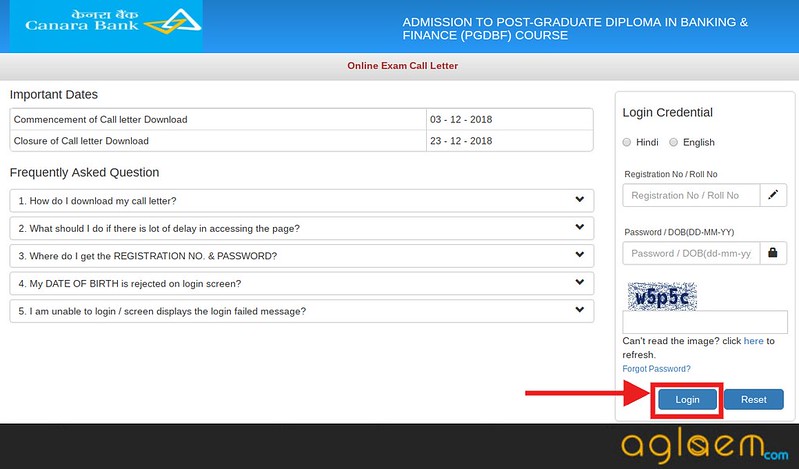 केनरा बैंक
Canara Bank
ADMISSION TO POST-GRADUATE DIPLOMA IN BANKING &
FINANCE (PGDBF) COURSE
Online Exam Call Letter
Important Dates
Commencement of Call letter Download 03 - 12 - 2018
Closure of Call letter Download 23 - 12 - 2018
Frequently Asked Question
1. How do I download my call letter?
2. What should I do if there is lot of delay in accessing the page?
3. Where do I get the REGISTRATION NO. & PASSWORD?
4. My DATE OF BIRTH is rejected on login screen?
5. I am unable to login / screen displays the login failed message?
Login Credential
Hindi English
Registration No / Roll No
Registration No / Roll No
Password / DOB(DD-MM-YY)
Password / DOB(dd-mm-yy
w5p5c
Can't read the image? click here to
refresh.
Forgot Password?
Login Reset
aglasem.com